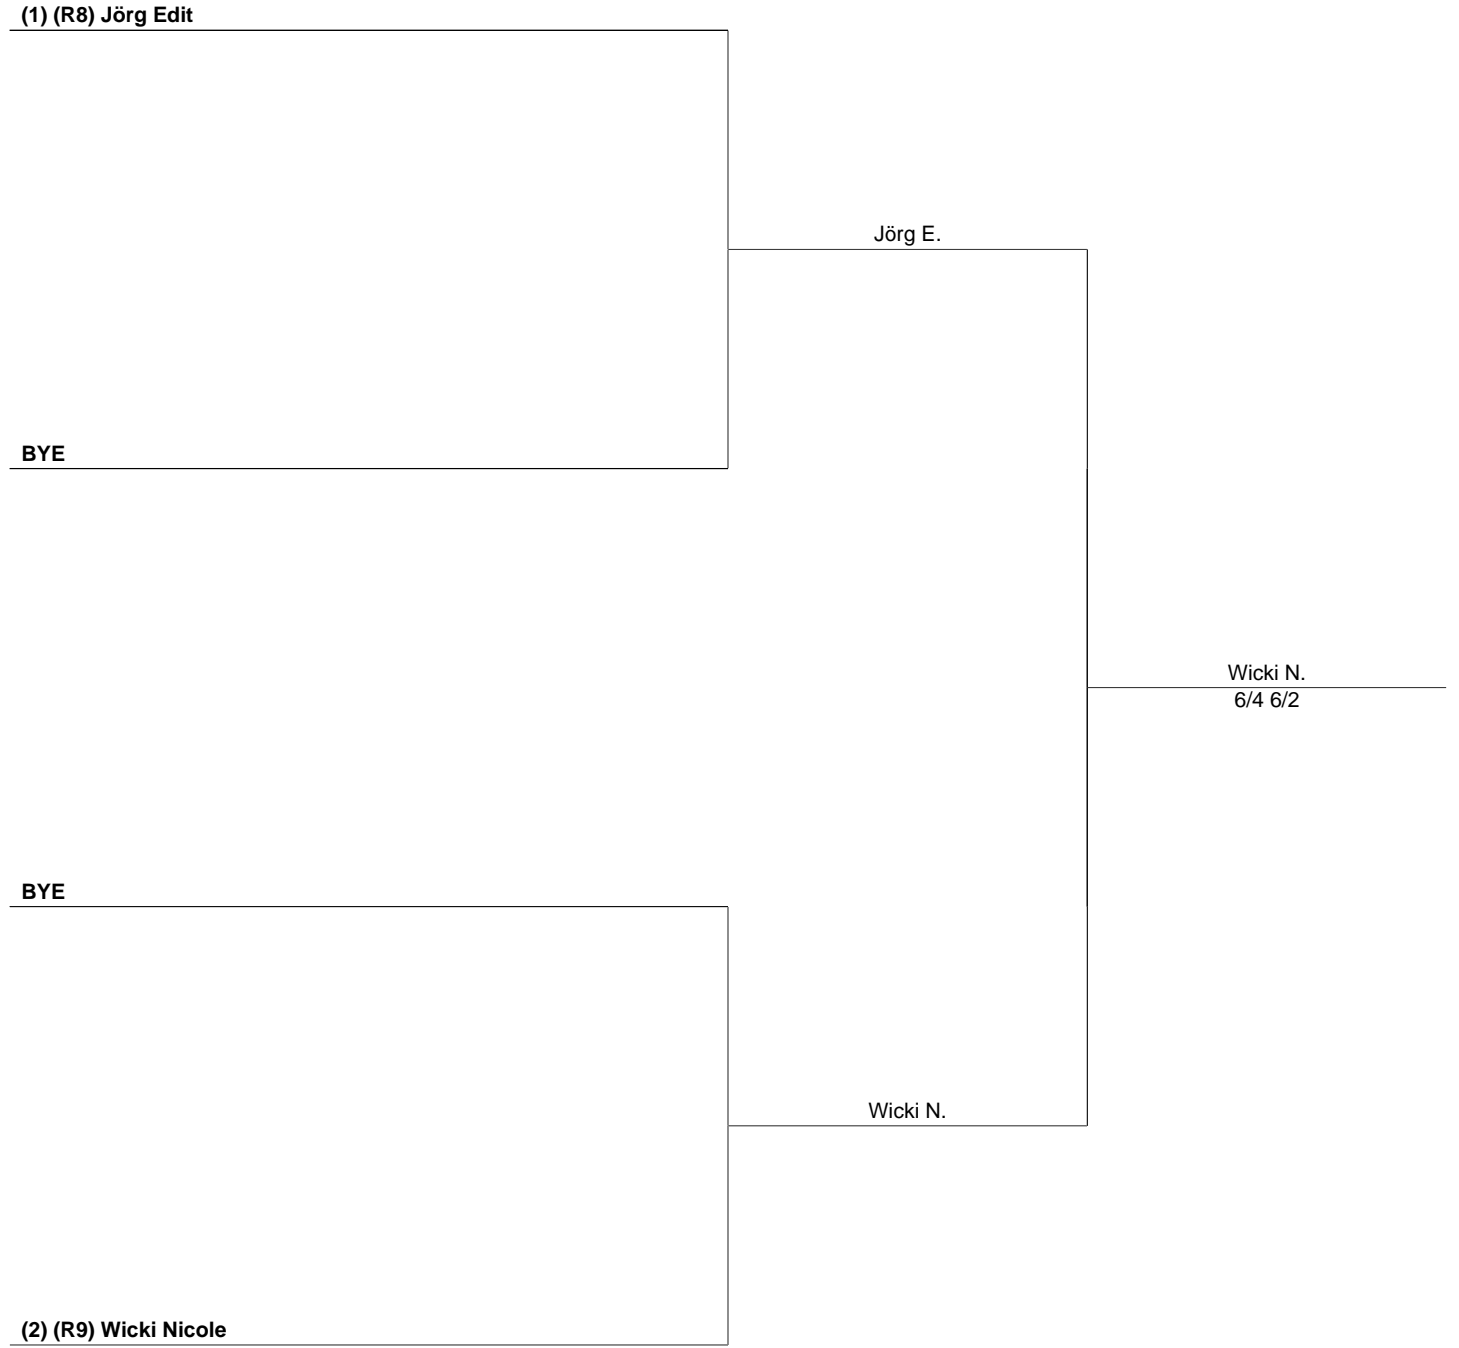 (1) (R8) Jörg Edit
Jörg E.
BYE
Wicki N.
6/4 6/2
BYE
Wicki N.
(2) (R9) Wicki Nicole